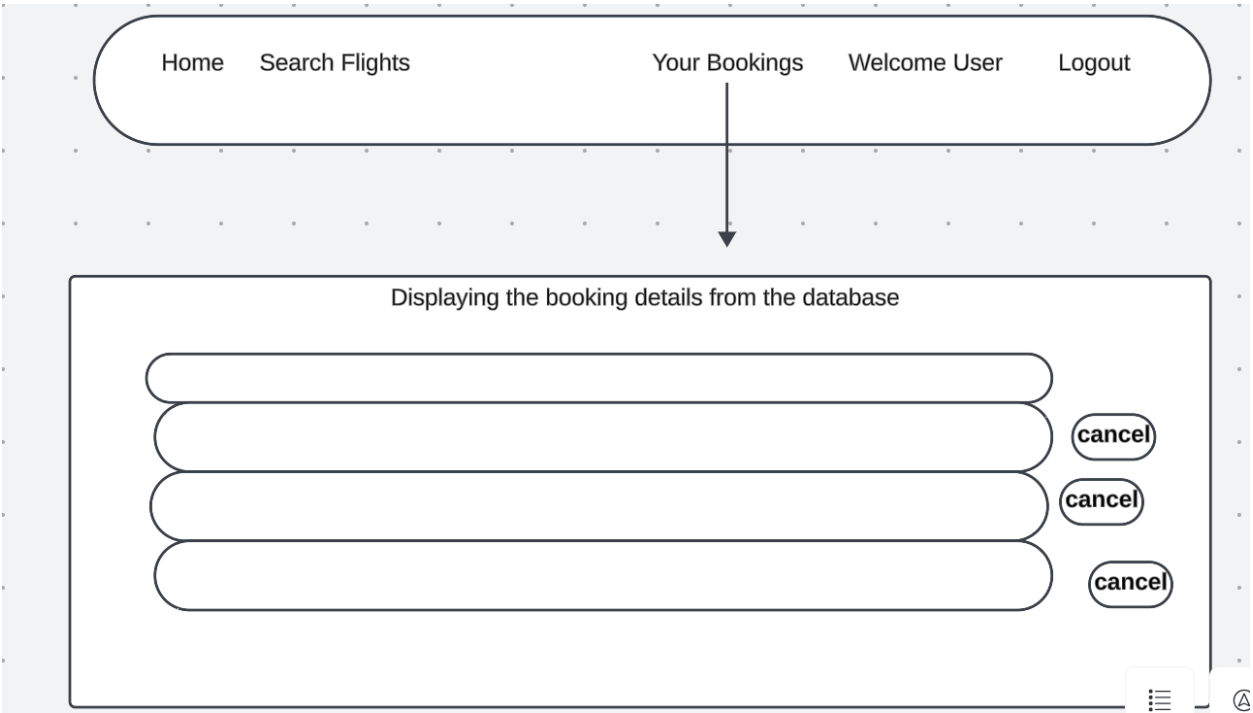 Home Search Flights Your Bookings Welcome User Logout
Displaying the booking details from the database
cancel
cancel
cancel